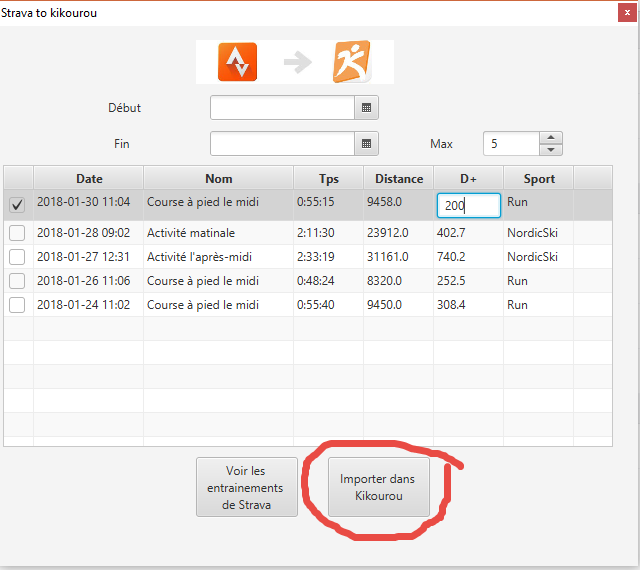 Strava to kikourou
Début
Fin Max 5
Date Nom Tps Distance D+ Sport
2018-01-30 11:04 Course à pied le midi 0:55:15 9458.0 200 Run
2018-01-28 09:02 Activité matinale 2:11:30 23912.0 402.7 NordicSki
2018-01-27 12:31 Activité l'après-midi 2:33:19 31161.0 740.2 NordicSki
2018-01-26 11:06 Course à pied le midi 0:48:24 8320.0 252.5 Run
2018-01-24 11:02 Course à pied le midi 0:55:40 9450.0 308.4 Run
Voir les
entrainements
de Strava
Importer dans
Kikourou